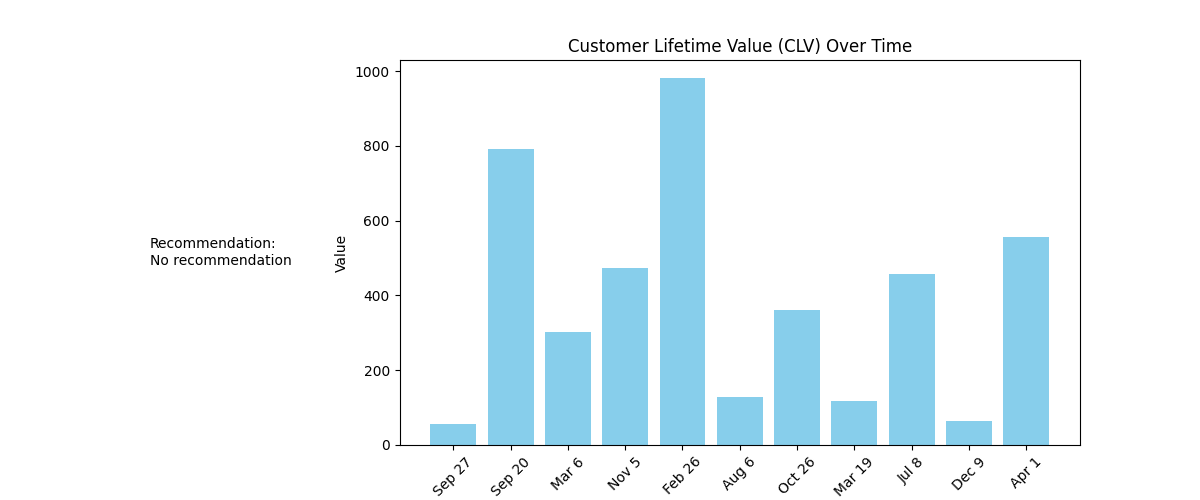 Customer Lifetime Value (CLV) Over Time
1000
800
600
400
200
0
Value
Recommendation:
No recommendation
Sep 27
Sep 20
Mar 6
Nov 5
Feb 26
Aug 6
Oct 26
Mar 19
Jul 8
Dec 9
Apr 1